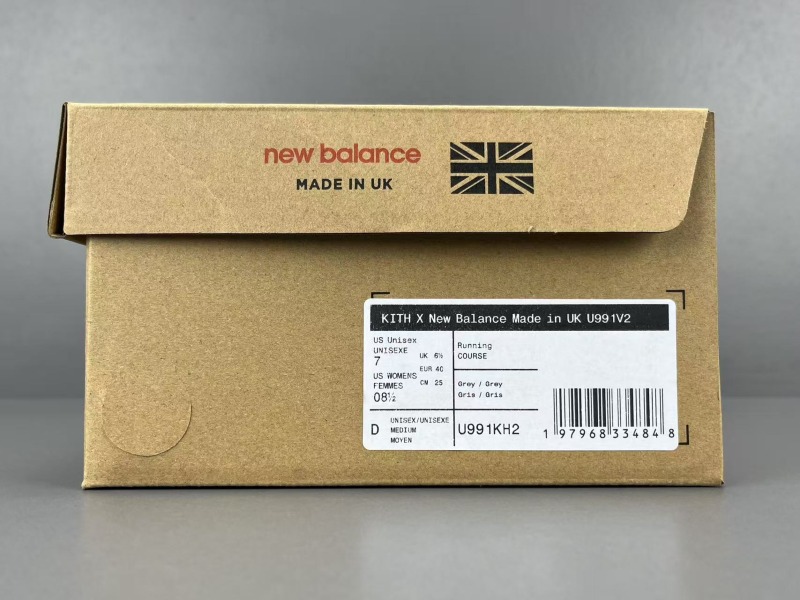 new balance
MADE IN UK
KITH X New Balance Made in UK U991V2
US Unisex
UNISEXE
7
UK 6½
EUR 40
US WOMENS
FEMMES
CM 25
08½
Running
COURSE
Grey / Grey
Gris / Gris
D
UNISEX/UNISEXE
MEDIUM
MOYEN
U991KH2
1 97968 33484 8